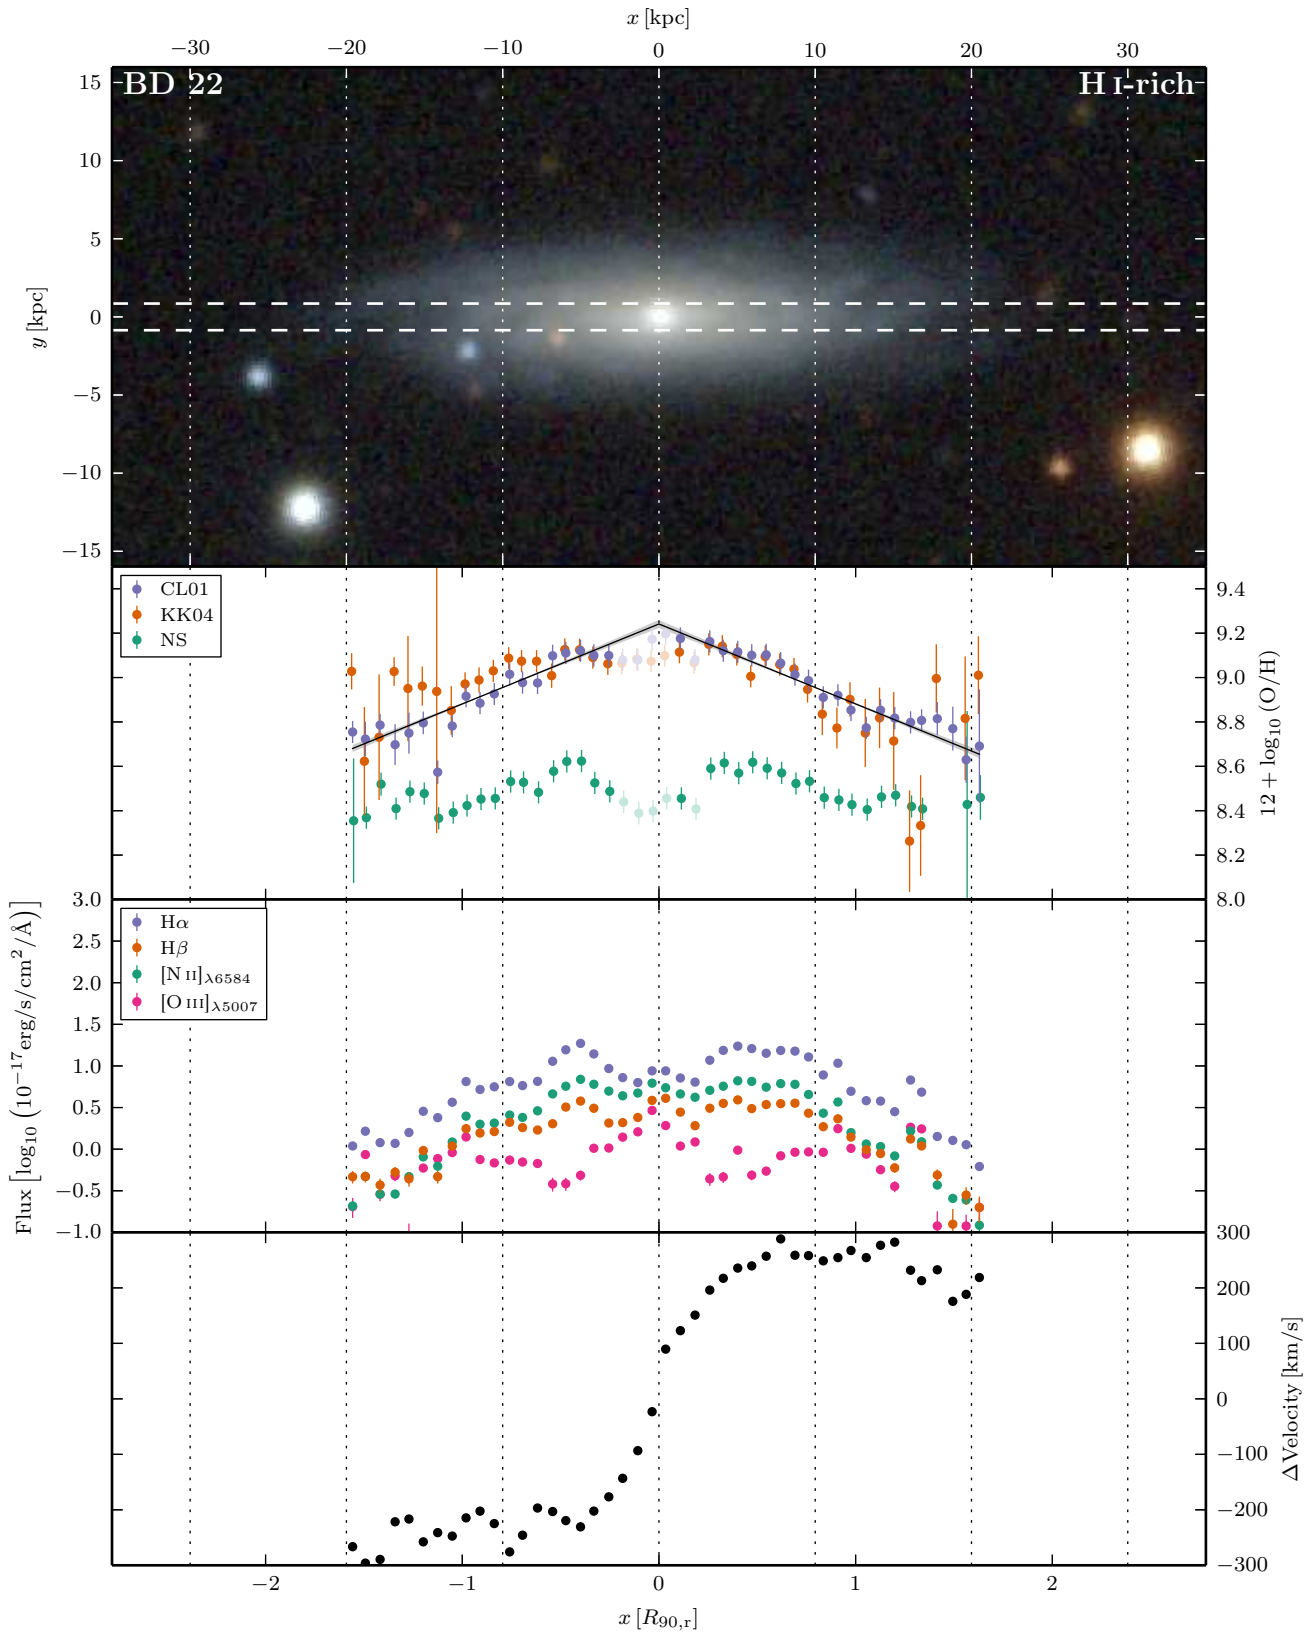 x [kpc]
−30 −20 −10 0 10 20 30
BD 22
H I-rich
15
10
5
0
−5
−10
−15
y [kpc]
CL01
KK04
NS
9.4
9.2
9.0
8.8
8.6
8.4
8.2
8.0
12 + log₁₀ (O/H)
3.0
2.5
2.0
1.5
1.0
0.5
0.0
−0.5
−1.0
Flux [log₁₀ (10⁻¹⁷erg/s/cm²/Å)]
Hα
Hβ
[N II]λ6584
[O III]λ5007
300
200
100
0
−100
−200
−300
ΔVelocity [km/s]
−2 −1 0 1 2
x [R₉₀,ᵣ]